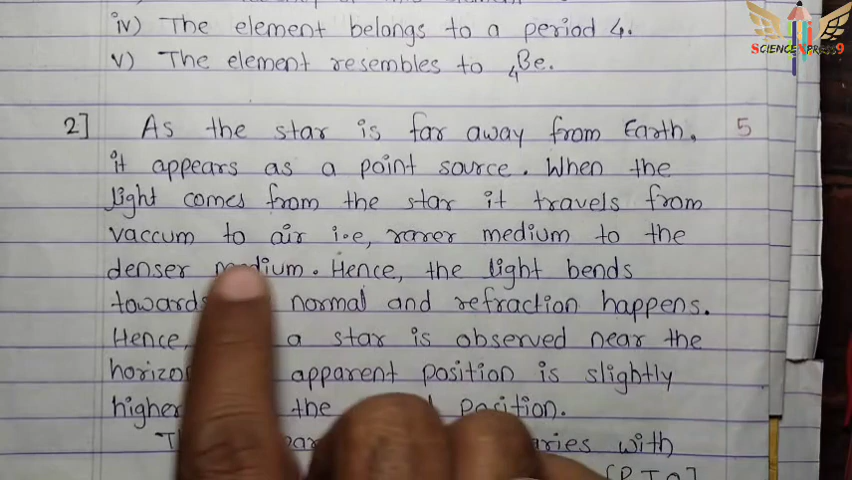 iv) The element belongs to a period 4.
v) The element resembles to ₄Be.
SCIENCEXPRESS9
2] As the star is far away from Earth, 5
it appears as a point source. When the
light comes from the star it travels from
vaccum to air i.e, rarer medium to the
denser medium. Hence, the light bends
towards normal and refraction happens.
Hence, a star is observed near the
horizon apparent position is slightly
higher the position.
varies with
[P.T.O]